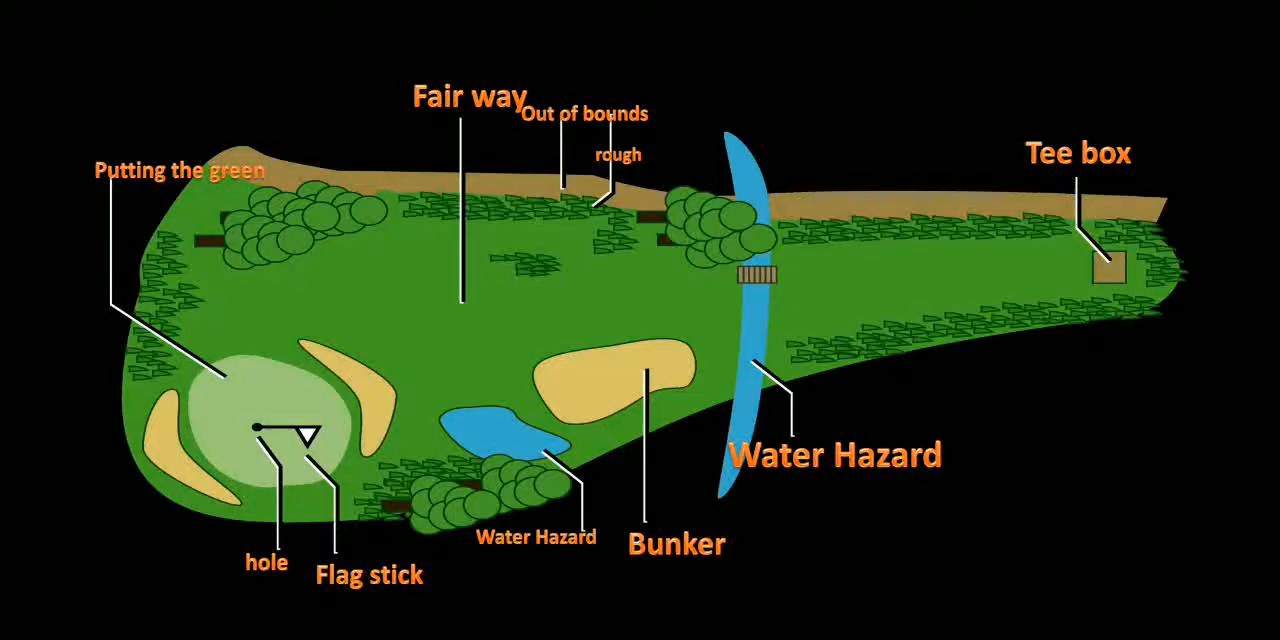 Fair way
Out of bounds
rough
Tee box
Putting the green
Water Hazard
Water Hazard
Bunker
hole
Flag stick